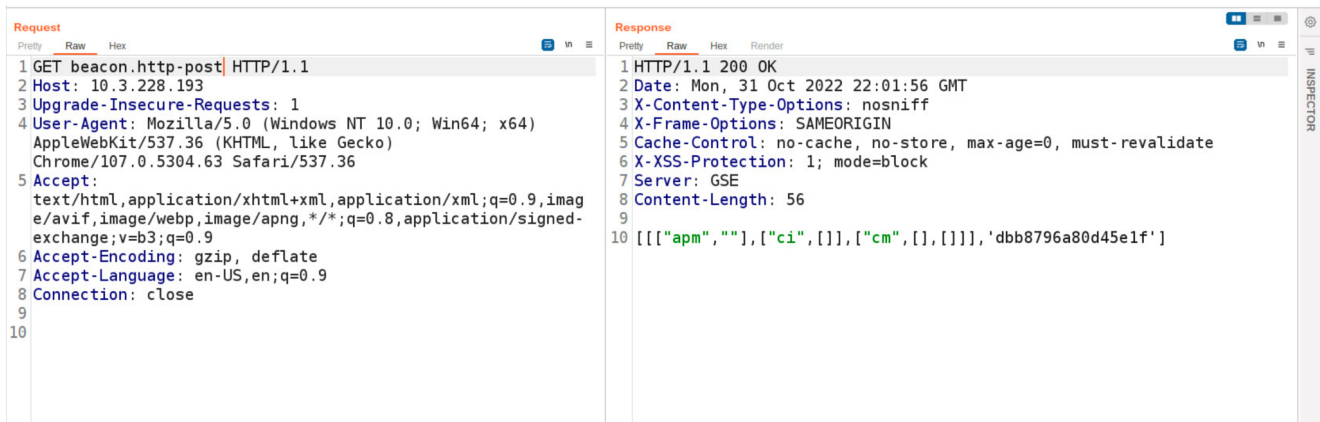 Request
Pretty Raw Hex \n
1 GET beacon.http-post HTTP/1.1
2 Host: 10.3.228.193
3 Upgrade-Insecure-Requests: 1
4 User-Agent: Mozilla/5.0 (Windows NT 10.0; Win64; x64)
AppleWebKit/537.36 (KHTML, like Gecko)
Chrome/107.0.5304.63 Safari/537.36
5 Accept:
text/html,application/xhtml+xml,application/xml;q=0.9,imag
e/avif,image/webp,image/apng,*/*;q=0.8,application/signed-
exchange;v=b3;q=0.9
6 Accept-Encoding: gzip, deflate
7 Accept-Language: en-US,en;q=0.9
8 Connection: close
9
10
Response
Pretty Raw Hex Render \n
1 HTTP/1.1 200 OK
2 Date: Mon, 31 Oct 2022 22:01:56 GMT
3 X-Content-Type-Options: nosniff
4 X-Frame-Options: SAMEORIGIN
5 Cache-Control: no-cache, no-store, max-age=0, must-revalidate
6 X-XSS-Protection: 1; mode=block
7 Server: GSE
8 Content-Length: 56
9
10 [[["apm",""],["ci",[]],["cm",[],[]]],'dbb8796a80d45e1f']
INSPECTOR